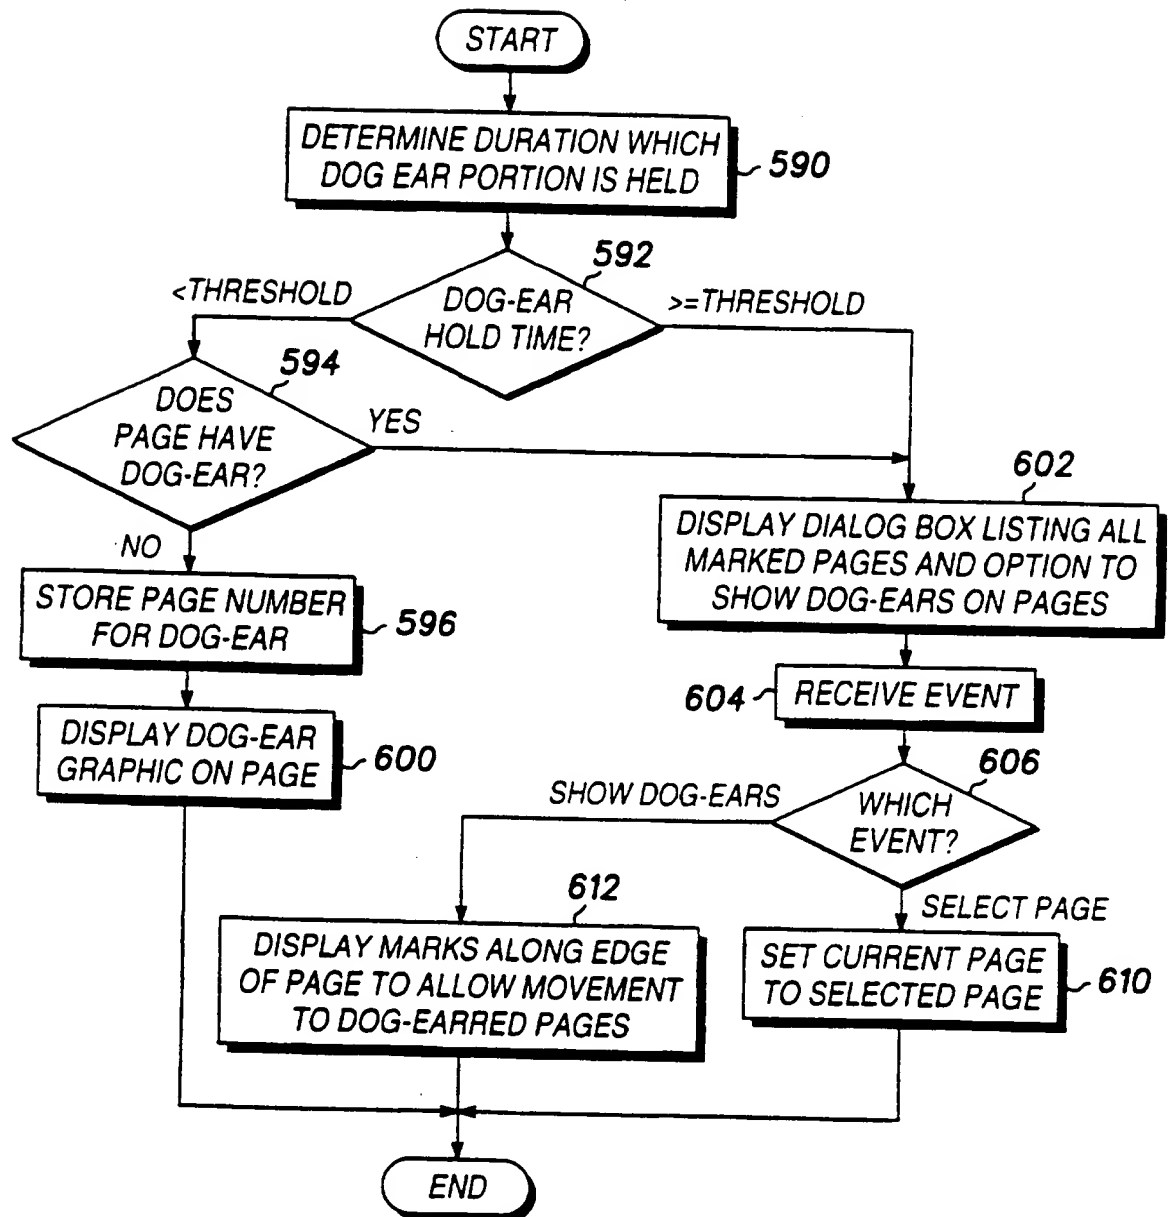 START
DETERMINE DURATION WHICH
DOG EAR PORTION IS HELD
590
592
<THRESHOLD
DOG-EAR
HOLD TIME?
>=THRESHOLD
594
DOES
PAGE HAVE
DOG-EAR?
YES
NO
602
DISPLAY DIALOG BOX LISTING ALL
MARKED PAGES AND OPTION TO
SHOW DOG-EARS ON PAGES
STORE PAGE NUMBER
FOR DOG-EAR
596
604
RECEIVE EVENT
DISPLAY DOG-EAR
GRAPHIC ON PAGE
600
606
SHOW DOG-EARS
WHICH
EVENT?
612
SELECT PAGE
DISPLAY MARKS ALONG EDGE
OF PAGE TO ALLOW MOVEMENT
TO DOG-EARRED PAGES
SET CURRENT PAGE
TO SELECTED PAGE
610
END